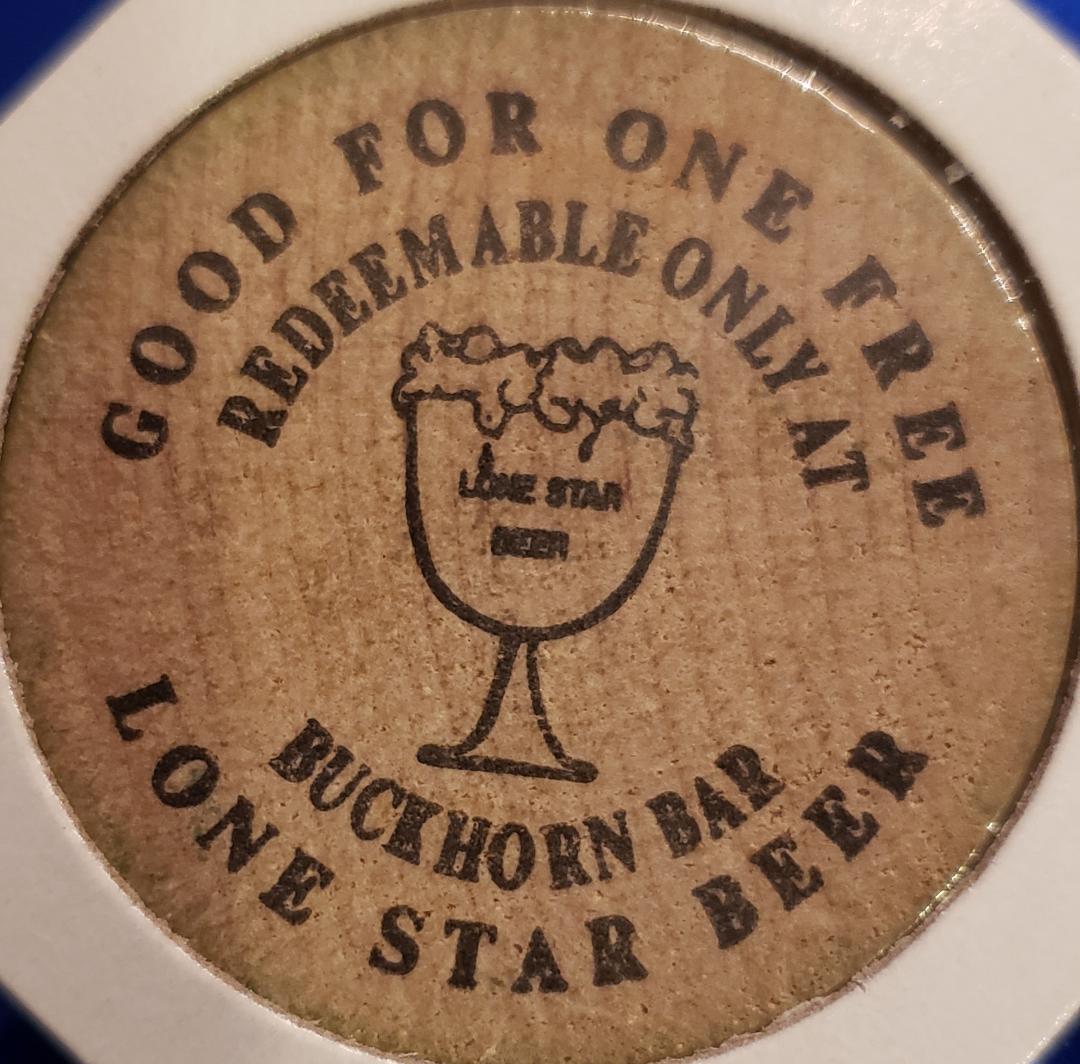 GOOD FOR ONE FREE
REDEEMABLE ONLY AT
LONE STAR
BEER
BUCKHORN BAR
LONE STAR BEER